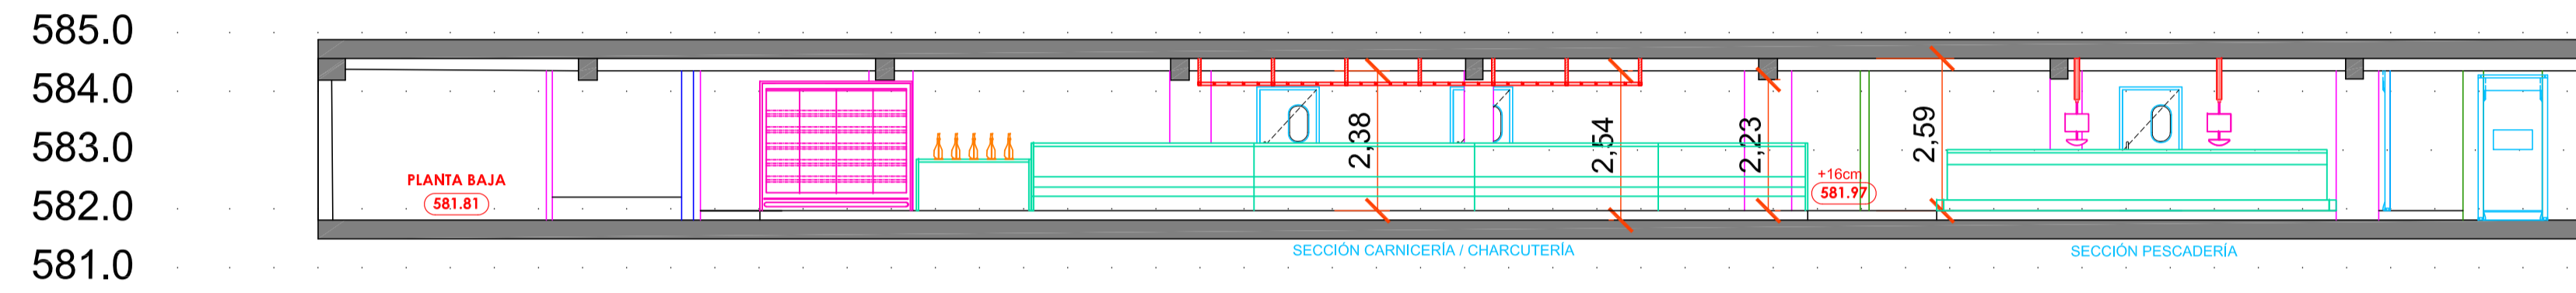 585.0
584.0
583.0
582.0
581.0
PLANTA BAJA
581.81
2,38
2,54
2,23
+16cm
581.97
2,59
SECCIÓN CARNICERÍA / CHARCUTERÍA
SECCIÓN PESCADERÍA